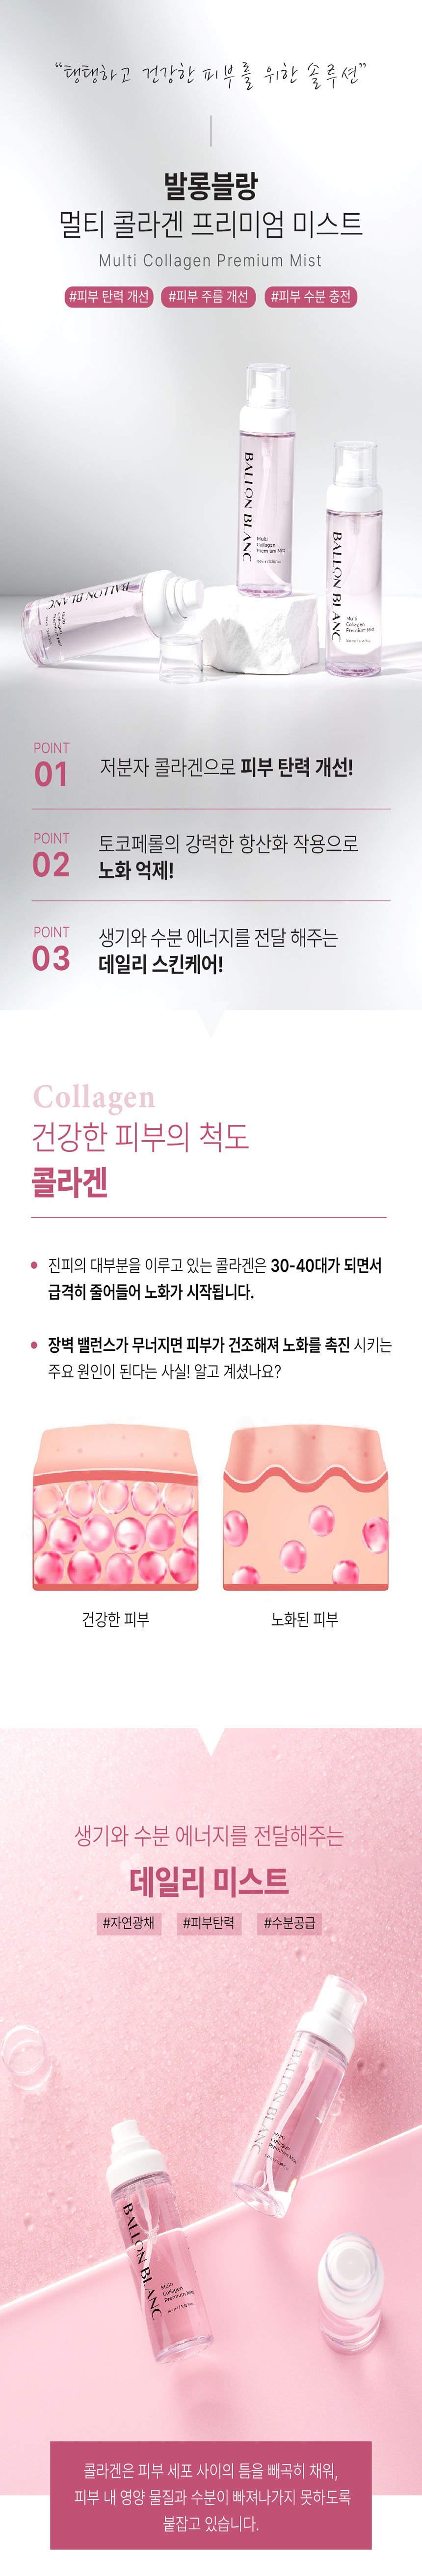 “탱탱하고 건강한 피부를 위한 솔루션”
발롱블랑
멀티 콜라겐 프리미엄 미스트
Multi Collagen Premium Mist
#피부 탄력 개선 #피부 주름 개선 #피부 수분 충전
BALLON BLANC
Multi
Collagen
Premium Mist
BALLON BLANC
Multi
Collagen
Premium Mist
BALLON BLANC
Multi
Collagen
Premium Mist
POINT
01
저분자 콜라겐으로 피부 탄력 개선!
POINT
02
토코페롤의 강력한 항산화 작용으로
노화 억제!
POINT
03
생기와 수분 에너지를 전달 해주는
데일리 스킨케어!
Collagen
건강한 피부의 척도
콜라겐
진피의 대부분을 이루고 있는 콜라겐은 30-40대가 되면서
급격히 줄어들어 노화가 시작됩니다.
장벽 밸런스가 무너지면 피부가 건조해져 노화를 촉진 시키는
주요 원인이 된다는 사실! 알고 계셨나요?
건강한 피부
노화된 피부
생기와 수분 에너지를 전달해주는
데일리 미스트
#자연광채 #피부탄력 #수분공급
BALLON BLANC
Multi
Collagen
Premium Mist
BALLON BLANC
Multi
Collagen
Premium Mist
콜라겐은 피부 세포 사이의 틈을 빼곡히 채워,
피부 내 영양 물질과 수분이 빠져나가지 못하도록
붙잡고 있습니다.